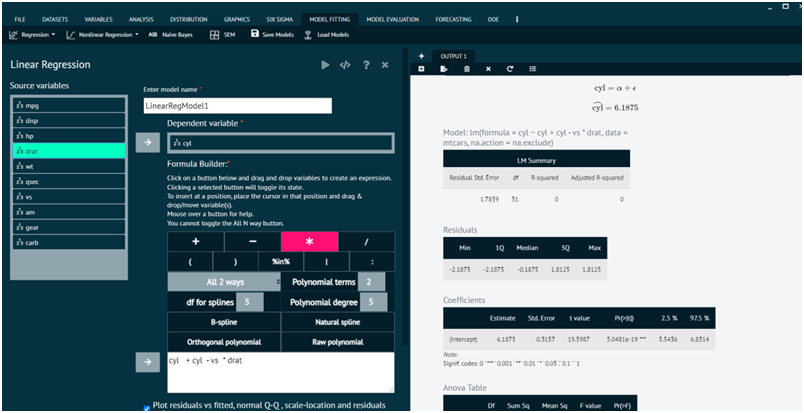 FILE DATASETS VARIABLES ANALYSIS DISTRIBUTION GRAPHICS SIX SIGMA MODEL FITTING MODEL EVALUATION FORECASTING DOE
Regression Nonlinear Regression Naive Bayes SEM Save Models Load Models
Linear Regression
Source variables
mpg
disp
hp
drat
wt
qsec
vs
am
gear
carb
Enter model name *
LinearRegModel1
Dependent variable *
cyl
Formula Builder:*
Click on a button below and drag and drop variables to create an expression.
Clicking a selected button will toggle its state.
To insert at a position, place the cursor in that position and drag &
drop/move variable(s).
Mouse over a button for help.
You cannot toggle the All N way button.
+ − * /
( ) %in% | :
All 2 ways Polynomial terms 2
df for splines 5 Polynomial degree 5
B-spline Natural spline
Orthogonal polynomial Raw polynomial
cyl + cyl - vs * drat
Plot residuals vs fitted, normal Q-Q , scale-location and residuals
+ OUTPUT 1
cyl = α + ϵ
cyl = 6.1875
Model: lm(formula = cyl ~ cyl + cyl - vs * drat, data =
mtcars, na.action = na.exclude)
LM Summary
Residual Std. Error df R-squared Adjusted R-squared
1.7859 31 0 0
Residuals
Min 1Q Median 3Q Max
-2.1875 -2.1875 -0.1875 1.8125 1.8125
Coefficients
Estimate Std. Error t value Pr(>|t|) 2.5 % 97.5 %
(Intercept) 6.1875 0.3157 19.5987 5.0481e-19 *** 5.5436 6.8314
Note:
Signif. codes: 0 '***' 0.001 '**' 0.01 '*' 0.05 '.' 0.1 ' ' 1
Anova Table
Df Sum Sq Mean Sq F value Pr(>F)